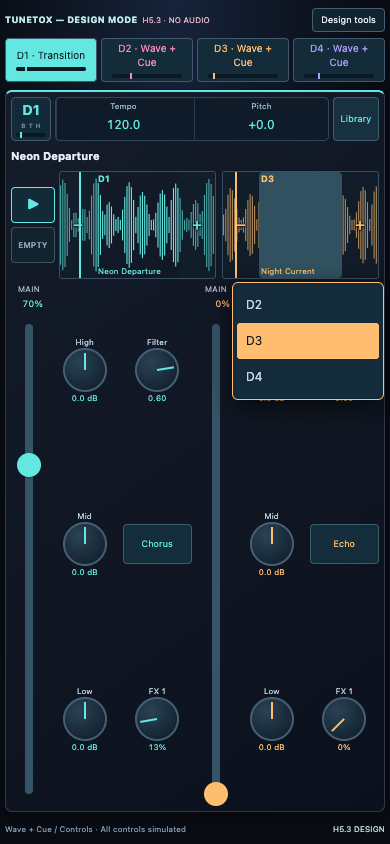 TUNETOX — DESIGN MODE H5.3 · NO AUDIO
Design tools
D1 · Transition
D2 · Wave + Cue
D3 · Wave + Cue
D4 · Wave + Cue
D1
B T H
Tempo
120.0
Pitch
+0.0
Library
Neon Departure
D1
Neon Departure
D3
Night Current
EMPTY
MAIN
70%
MAIN
0%
D2
D3
D4
High
0.0 dB
Filter
0.60
Mid
0.0 dB
Chorus
Mid
0.0 dB
Echo
Low
0.0 dB
FX 1
13%
Low
0.0 dB
FX 1
0%
Wave + Cue / Controls · All controls simulated
H5.3 DESIGN